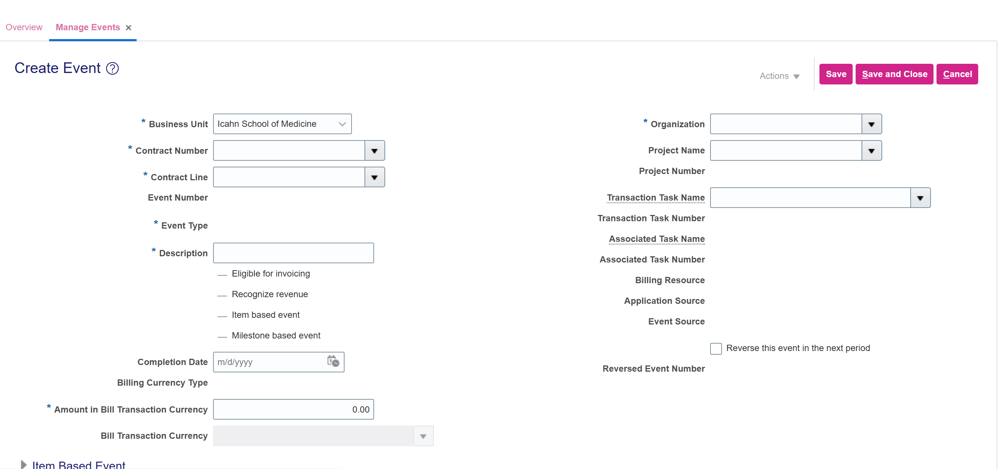 Overview Manage Events ×
Create Event ?
Actions Save Save and Close Cancel
* Business Unit Icahn School of Medicine
* Contract Number
* Contract Line
Event Number
* Event Type
* Description
Eligible for invoicing
Recognize revenue
Item based event
Milestone based event
Completion Date m/d/yyyy
Billing Currency Type
* Amount in Bill Transaction Currency 0.00
Bill Transaction Currency
* Organization
Project Name
Project Number
Transaction Task Name
Transaction Task Number
Associated Task Name
Associated Task Number
Billing Resource
Application Source
Event Source
Reverse this event in the next period
Reversed Event Number
Item Based Event